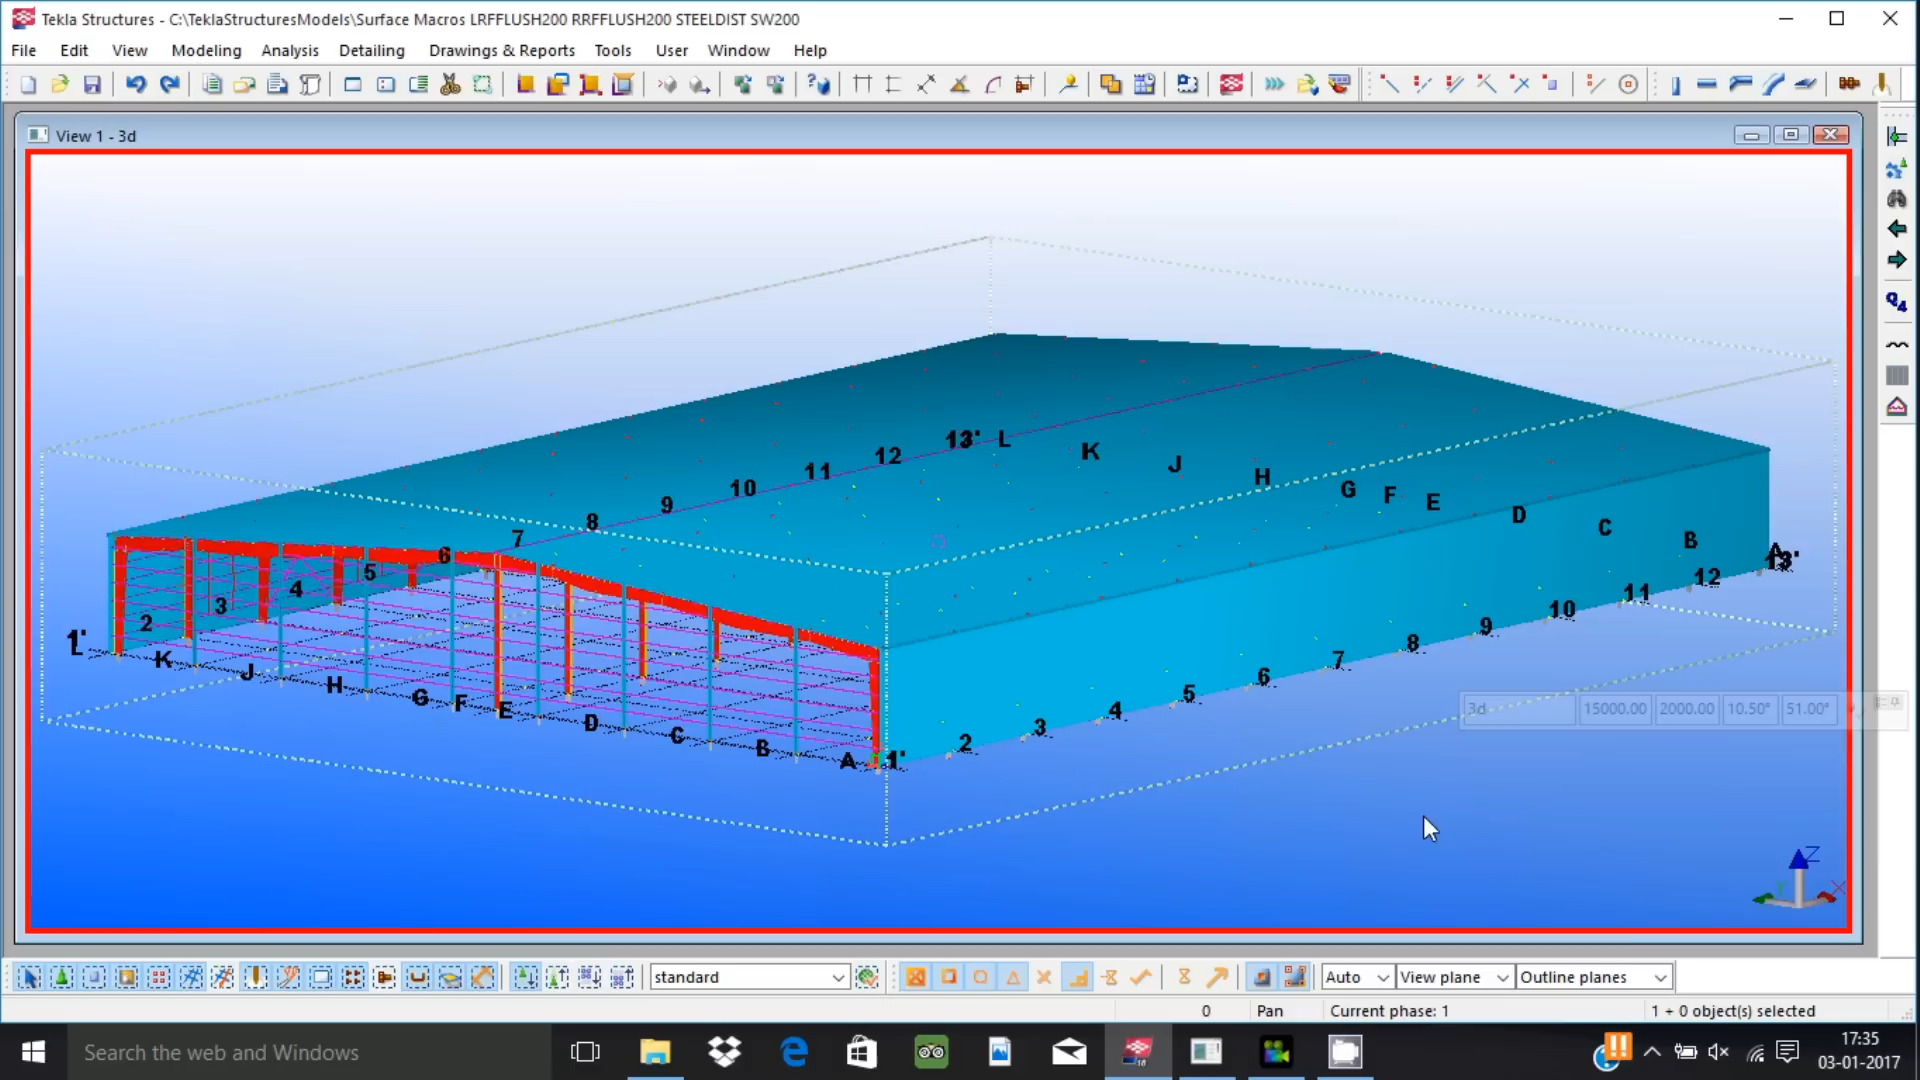 Tekla Structures - C:\TeklaStructuresModels\Surface Macros LRFFLUSH200 RRFFLUSH200 STEELDIST SW200
File Edit View Modeling Analysis Detailing Drawings & Reports Tools User Window Help
View 1 - 3d
13' L K J H G F E D C B A 13'
12
11
10
9
8
7
6
5
4
3
2
1'
L K J H G F E D C B A 1'
2 3 4 5 6 7 8 9 10 11 12
3d 15000.00 2000.00 10.50° 51.00°
Z
X
standard Auto View plane Outline planes
0 Pan Current phase: 1 1 + 0 object(s) selected
Search the web and Windows
17:35
03-01-2017